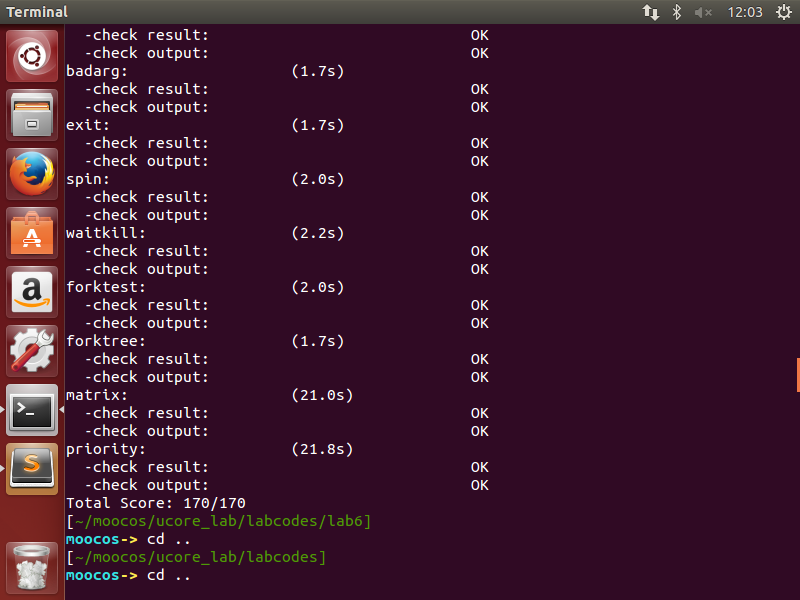 Terminal 12:03
-check result: OK
-check output: OK
badarg: (1.7s)
-check result: OK
-check output: OK
exit: (1.7s)
-check result: OK
-check output: OK
spin: (2.0s)
-check result: OK
-check output: OK
waitkill: (2.2s)
-check result: OK
-check output: OK
forktest: (2.0s)
-check result: OK
-check output: OK
forktree: (1.7s)
-check result: OK
-check output: OK
matrix: (21.0s)
-check result: OK
-check output: OK
priority: (21.8s)
-check result: OK
-check output: OK
Total Score: 170/170
[~/moocos/ucore_lab/labcodes/lab6]
moocos-> cd ..
[~/moocos/ucore_lab/labcodes]
moocos-> cd ..